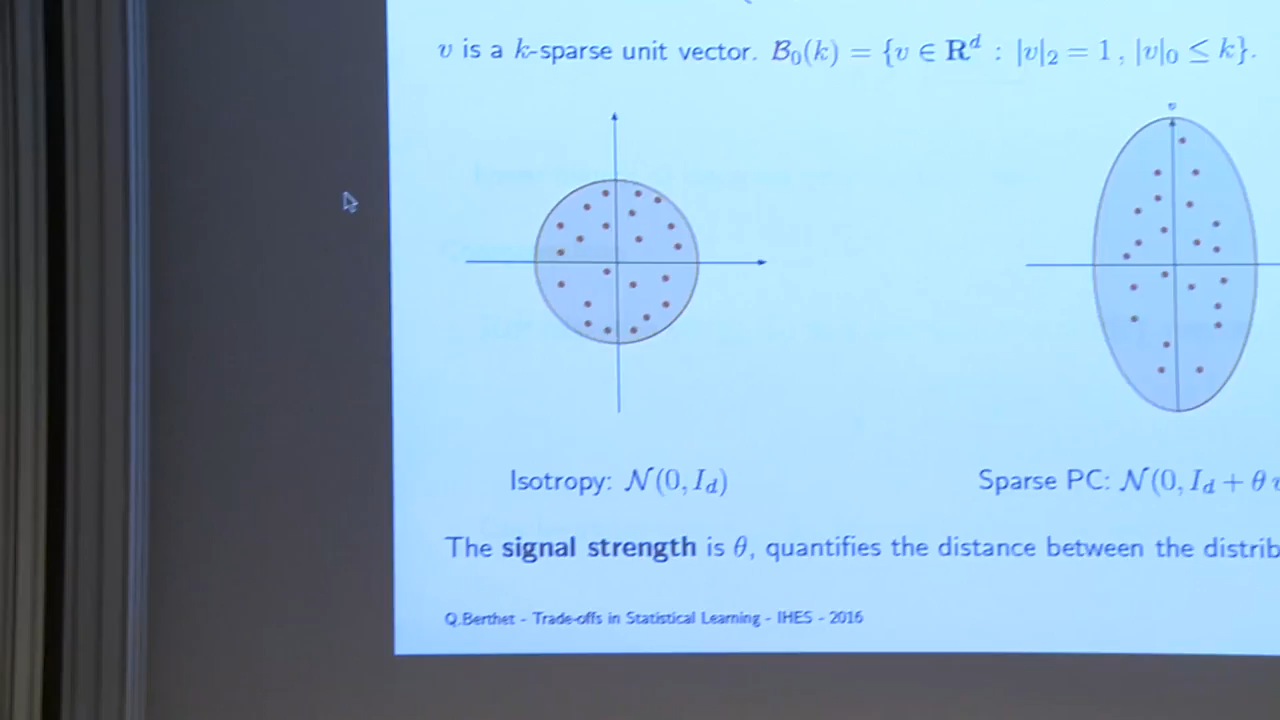 v is a k-sparse unit vector. B₀(k) = {v ∈ Rᵈ : |v|₂ = 1 , |v|₀ ≤ k}.
v
Isotropy: N(0, I_d)
Sparse PC: N(0, I_d + θ v
The signal strength is θ, quantifies the distance between the distrib
Q.Berthet - Trade-offs in Statistical Learning - IHES - 2016